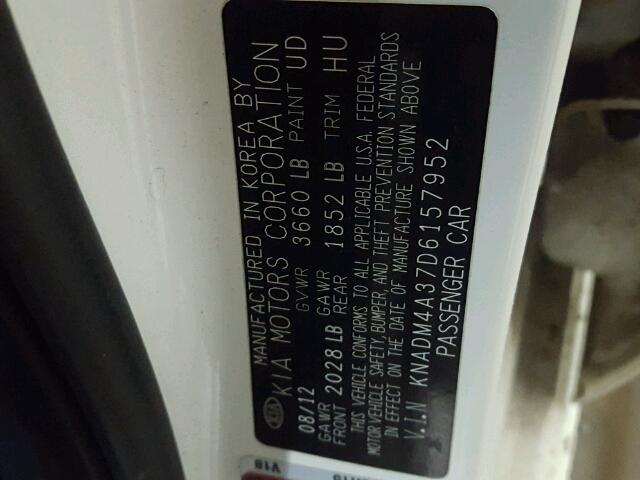 MANUFACTURED IN KOREA BY
KIA KIA MOTORS CORPORATION
08/12 GVWR 3660 LB PAINT UD
GAWR FRONT 2028 LB GAWR REAR 1852 LB TRIM HU
THIS VEHICLE CONFORMS TO ALL APPLICABLE U.S.A. FEDERAL
MOTOR VEHICLE SAFETY, BUMPER, AND THEFT PREVENTION STANDARDS
IN EFFECT ON THE DATE OF MANUFACTURE SHOWN ABOVE
V.I.N KNADM4A37D6157952
PASSENGER CAR
V18